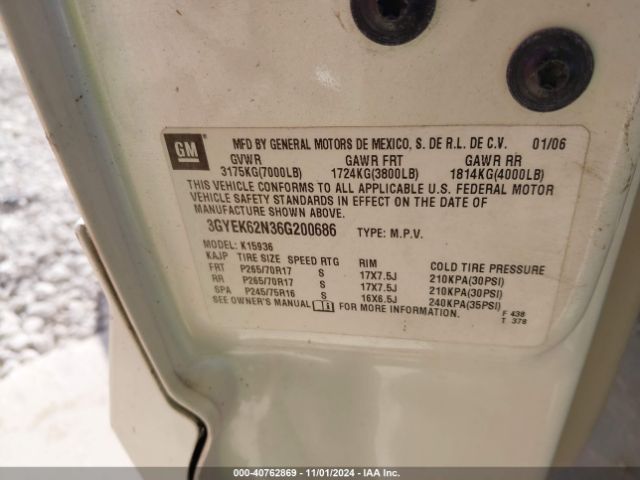 GM
MFD BY GENERAL MOTORS DE MEXICO, S. DE R.L. DE C.V. 01/06
GVWR GAWR FRT GAWR RR
3175KG(7000LB) 1724KG(3800LB) 1814KG(4000LB)
THIS VEHICLE CONFORMS TO ALL APPLICABLE U.S. FEDERAL MOTOR
VEHICLE SAFETY STANDARDS IN EFFECT ON THE DATE OF
MANUFACTURE SHOWN ABOVE.
3GYEK62N36G200686 TYPE: M.P.V.
MODEL: K15936
KAJP TIRE SIZE SPEED RTG RIM COLD TIRE PRESSURE
FRT P265/70R17 S 17X7.5J 210KPA(30PSI)
RR P265/70R17 S 17X7.5J 210KPA(30PSI)
SPA P245/75R16 S 16X6.5J 240KPA(35PSI)
SEE OWNER'S MANUAL FOR MORE INFORMATION.
F 438
T 378
000-40762869 - 11/01/2024 - IAA Inc.